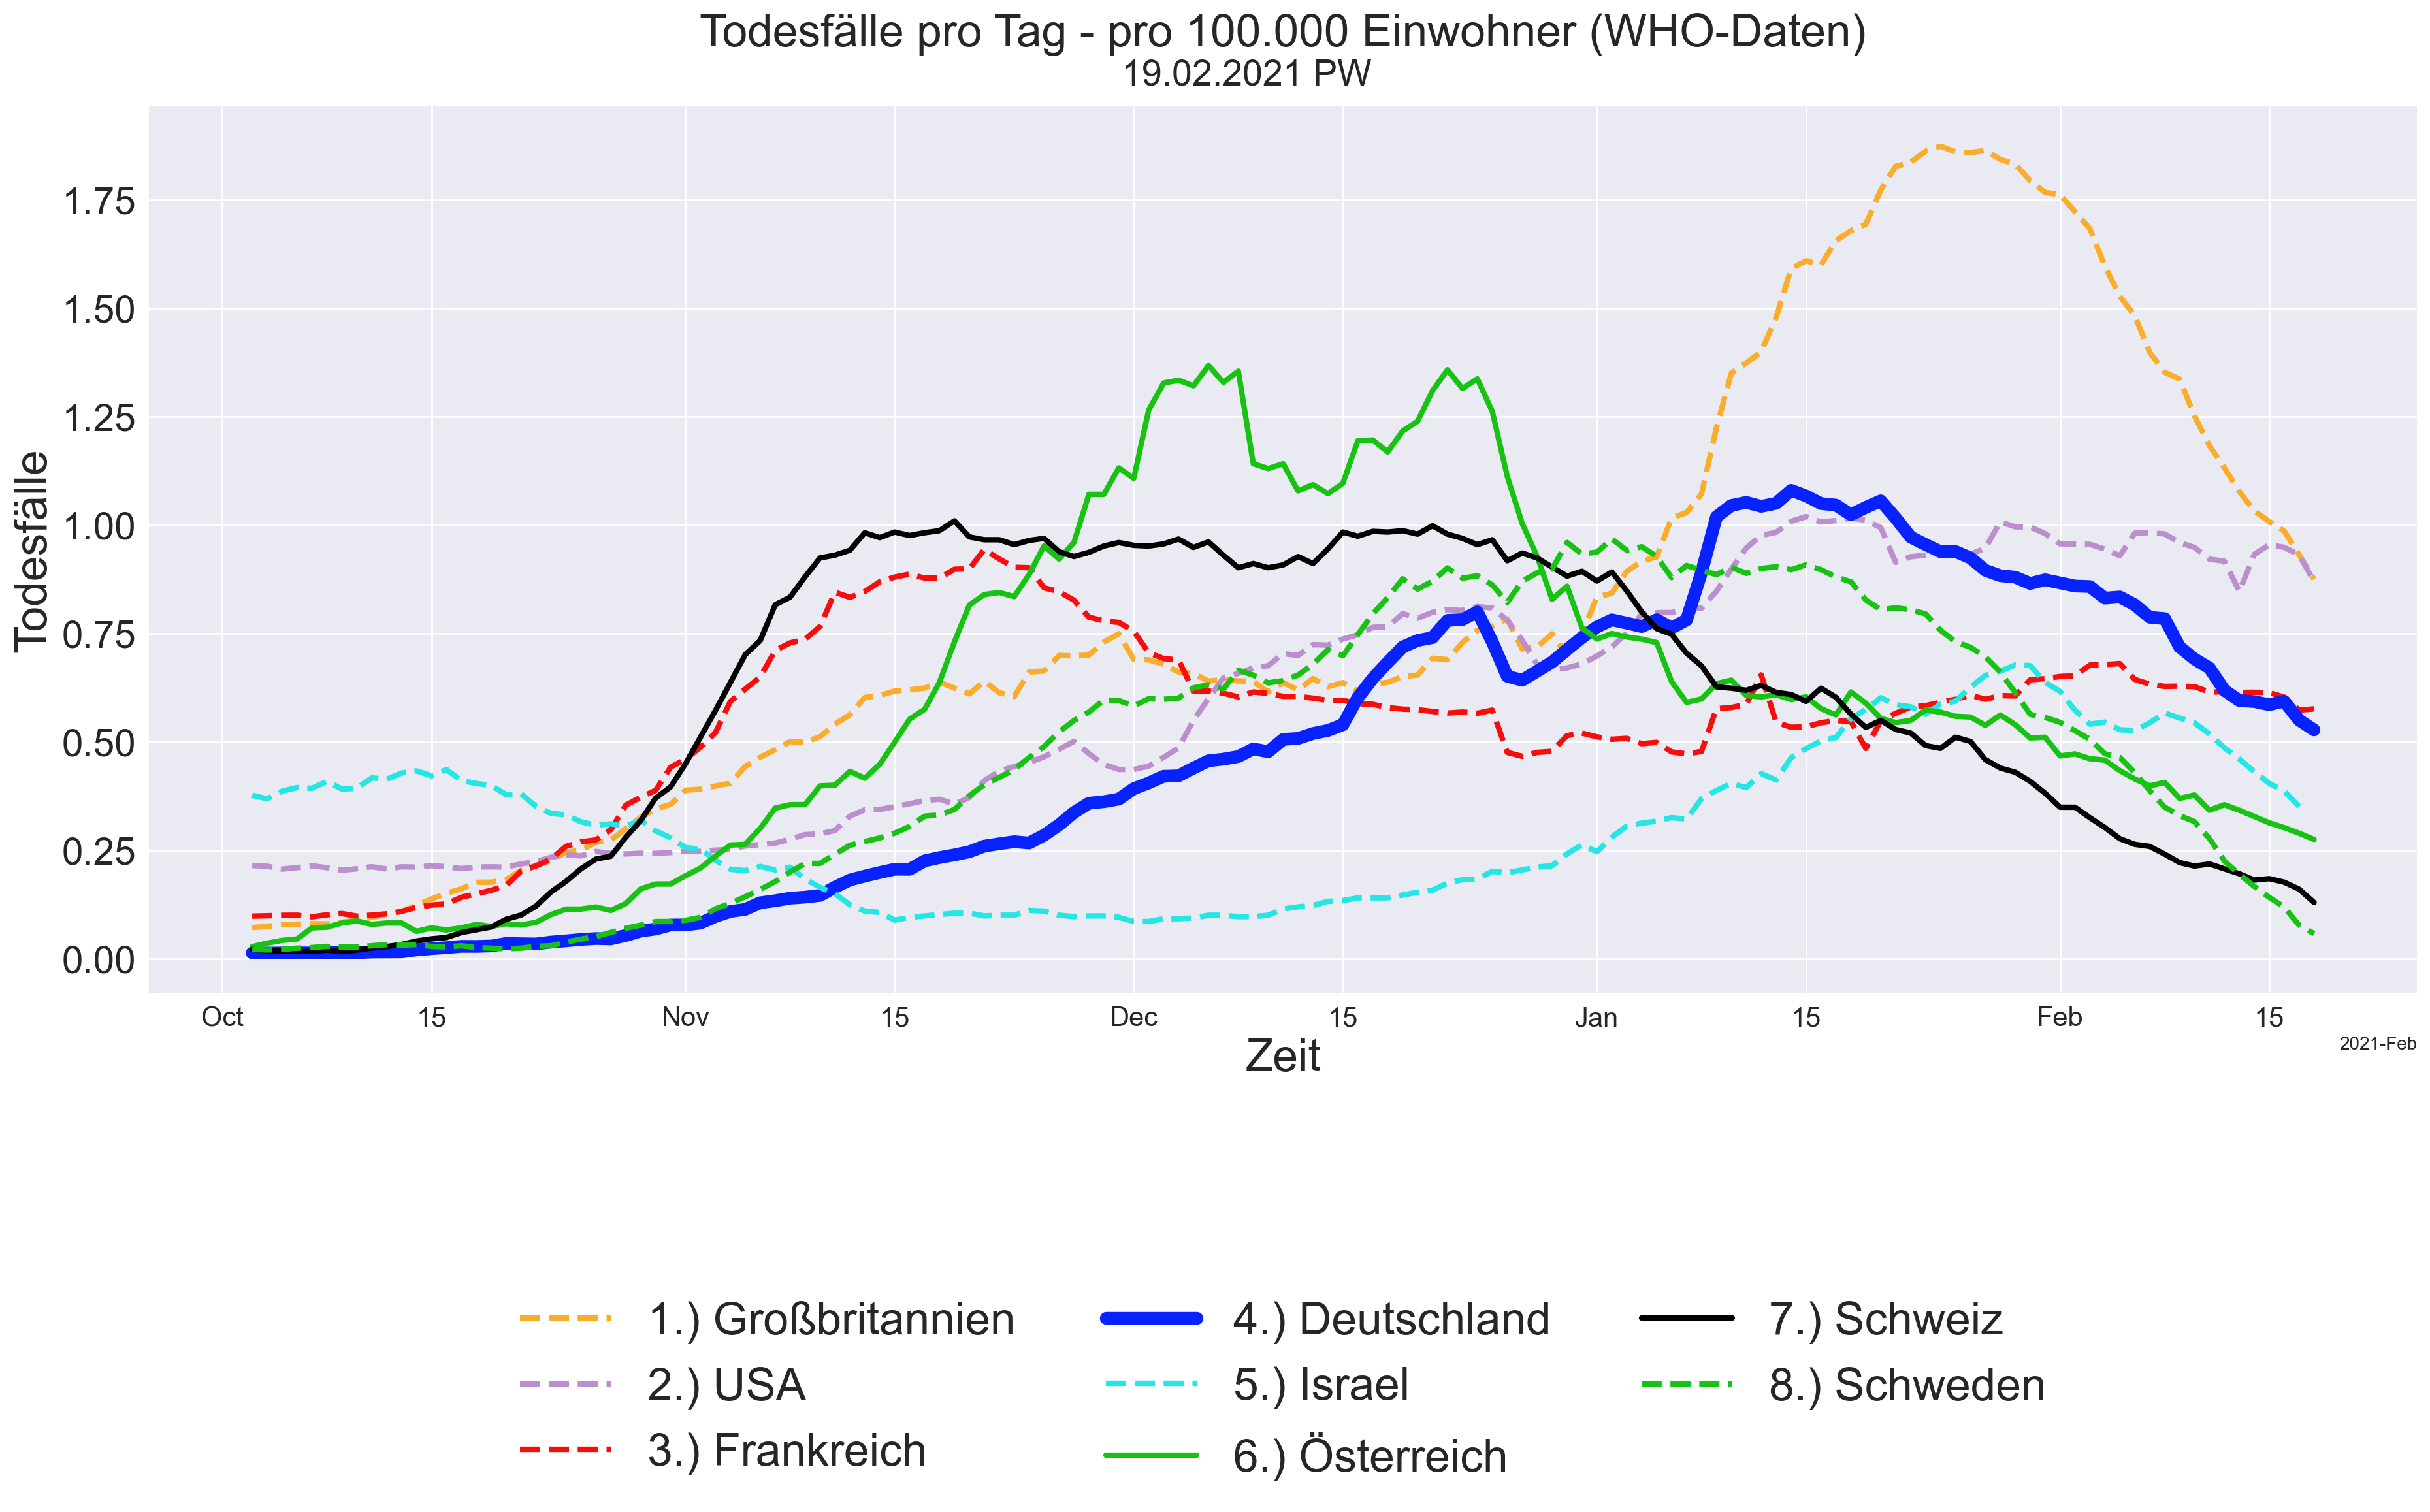 Todesfälle pro Tag - pro 100.000 Einwohner (WHO-Daten)
19.02.2021 PW
Todesfälle
1.75
1.50
1.25
1.00
0.75
0.50
0.25
0.00
Oct 15 Nov 15 Dec 15 Jan 15 Feb 15
2021-Feb
Zeit
1.) Großbritannien
2.) USA
3.) Frankreich
4.) Deutschland
5.) Israel
6.) Österreich
7.) Schweiz
8.) Schweden